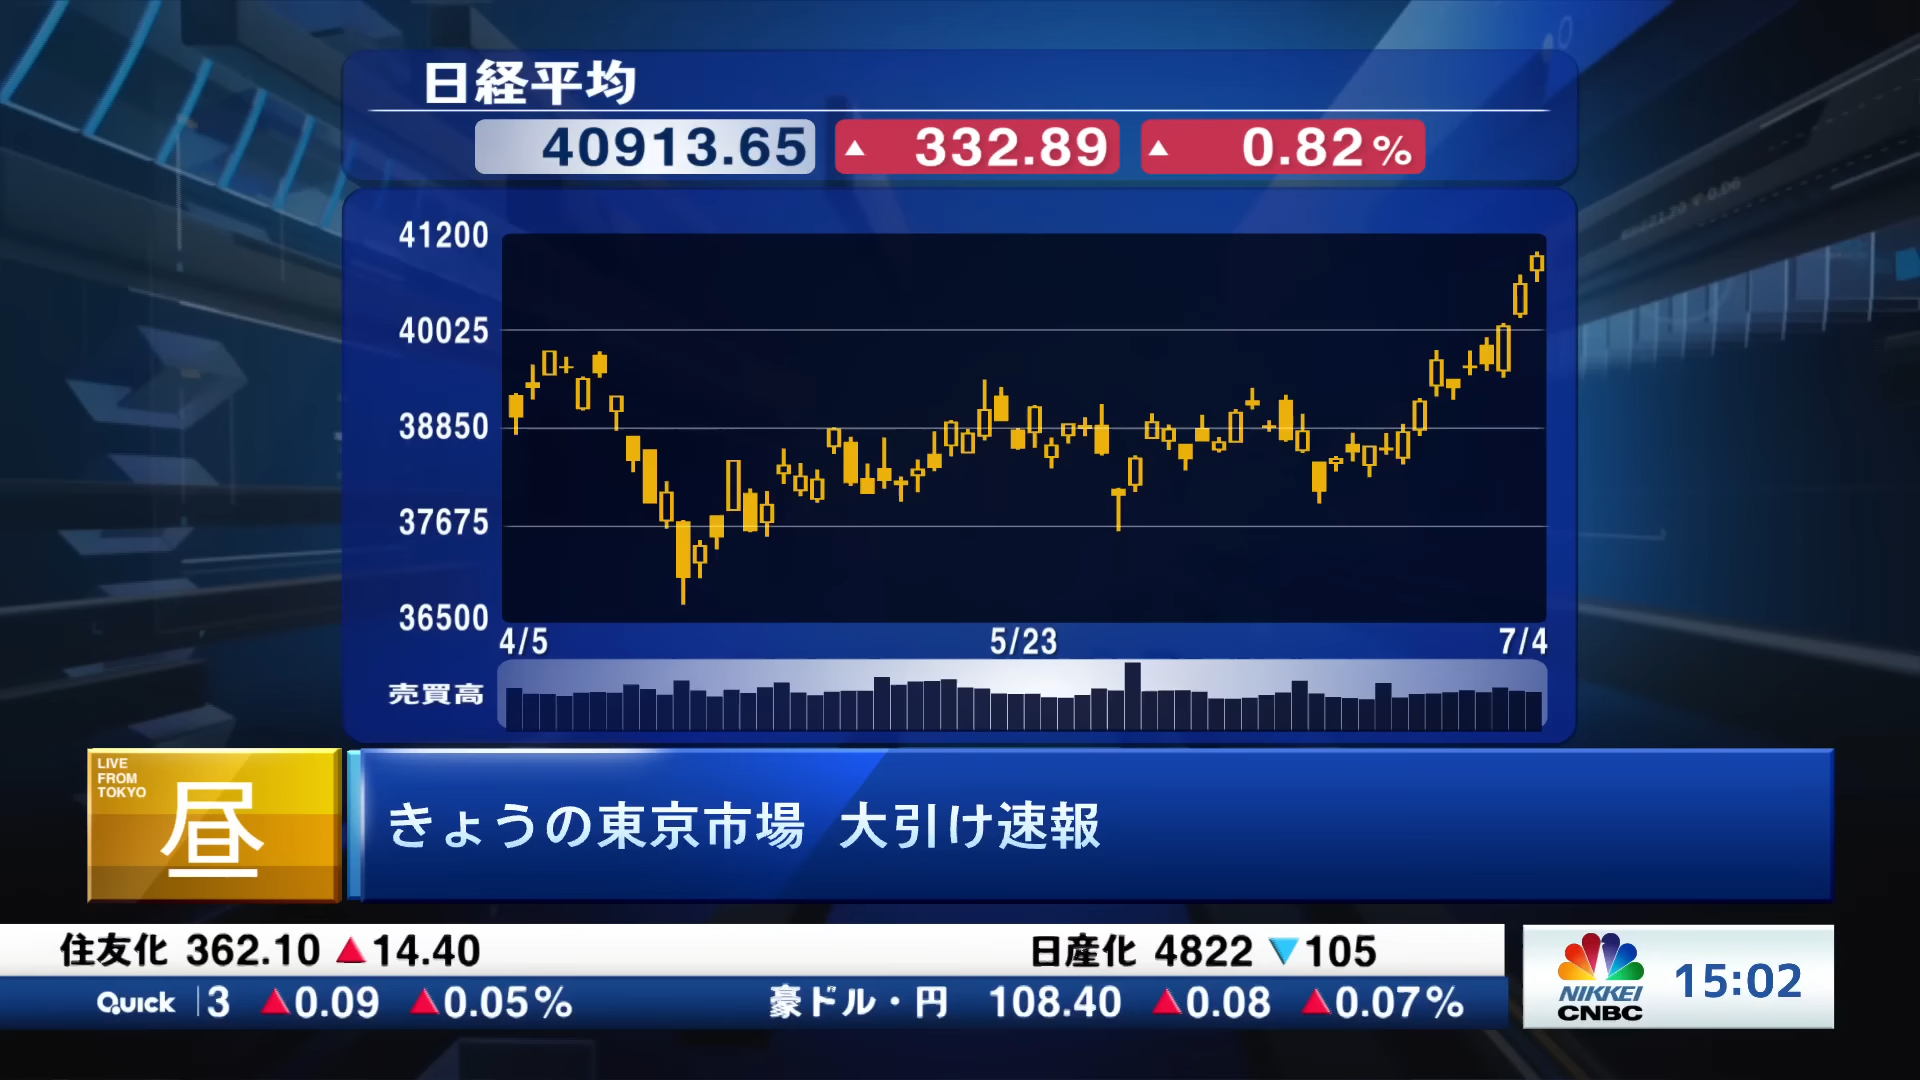 日経平均
40913.65 ▲ 332.89 ▲ 0.82%
41200
40025
38850
37675
36500
4/5 5/23 7/4
売買高
LIVE
FROM
TOKYO
昼
きょうの東京市場 大引け速報
住友化 362.10 ▲14.40 日産化 4822 ▼105
QUICK 3 ▲0.09 ▲0.05% 豪ドル・円 108.40 ▲0.08 ▲0.07%
NIKKEI
CNBC
15:02